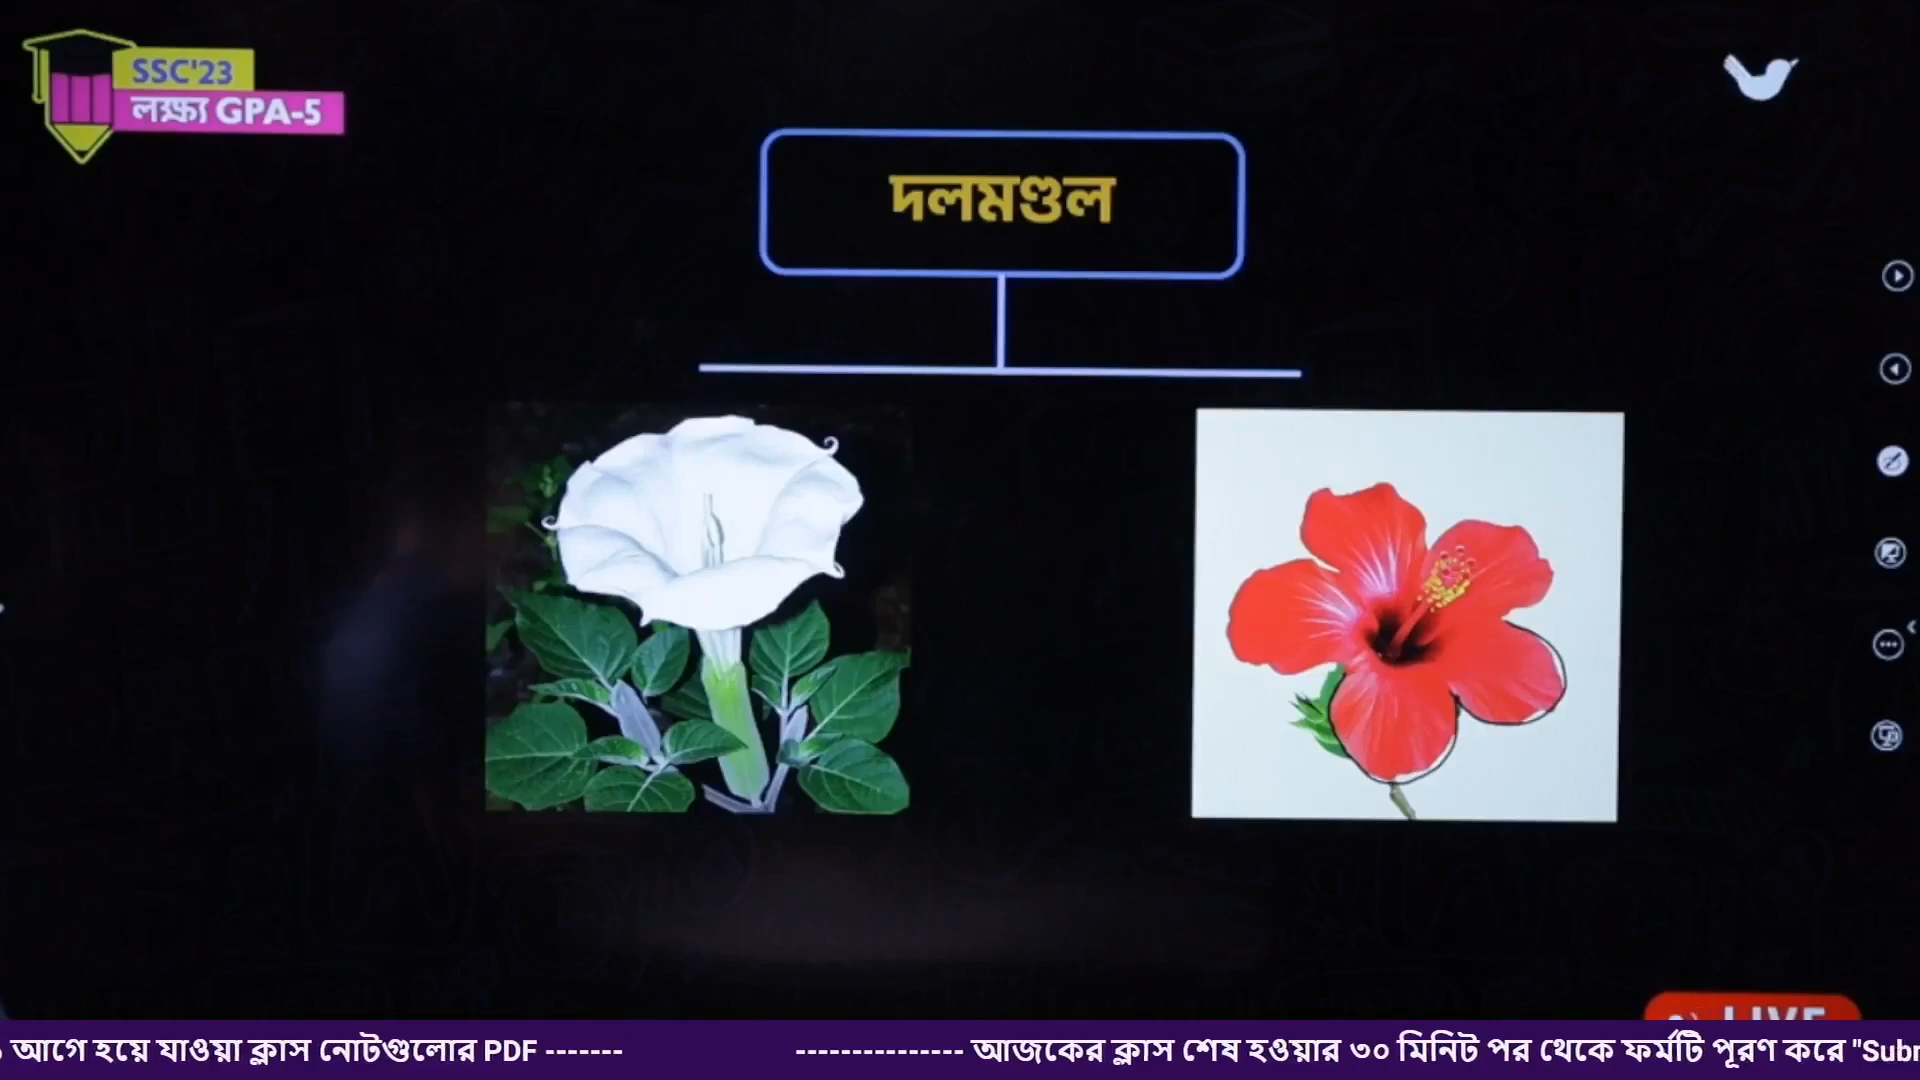 SSC'23
লক্ষ্য GPA-5
দলমণ্ডল
LIVE
আগে হয়ে যাওয়া ক্লাস নোটগুলোর PDF ------- --------------- আজকের ক্লাস শেষ হওয়ার ৩০ মিনিট পর থেকে ফর্মটি পূরণ করে